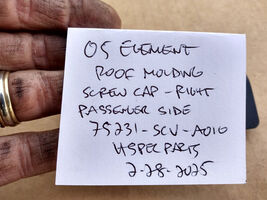 05 ELEMENT
ROOF MOLDING
SCREW CAP - RIGHT
PASSENGER SIDE
75231-SCV-A010
HSPEC PARTS
2-28-2025